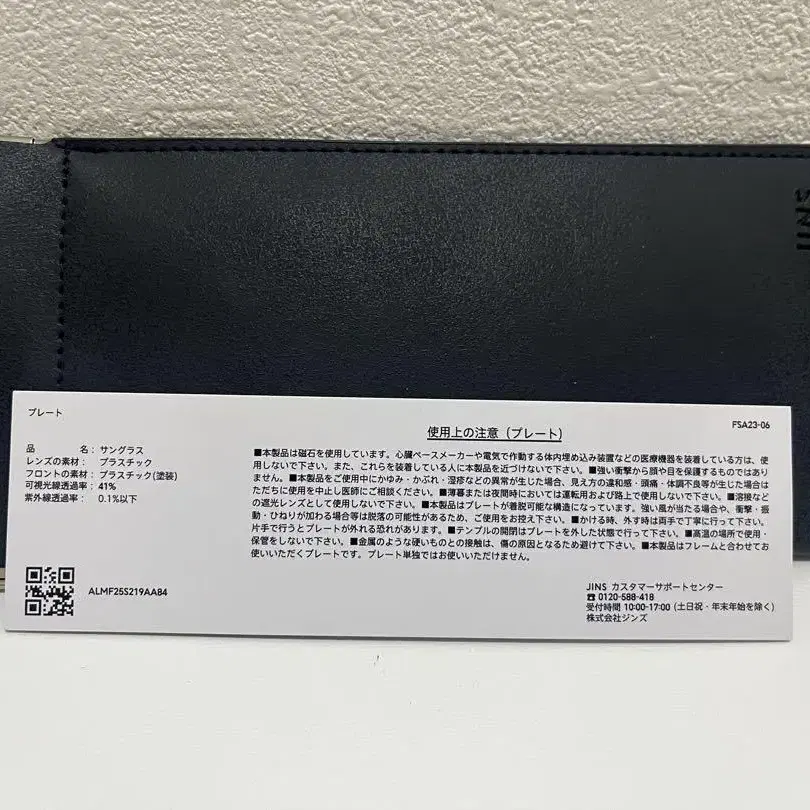 JINS
プレート
FSA23-06
使用上の注意(プレート)
品　　　　名: サングラス
レンズの素材: プラスチック
フロントの素材: プラスチック(塗装)
可視光線透過率: 41%
紫外線透過率: 0.1%以下
■本製品は磁石を使用しています。心臓ペースメーカーや電気で作動する体内埋め込み装置などの医療機器を装着している方は、使
用しないで下さい。また、これらを装着している人に本製品を近づけないで下さい。■強い衝撃から顔や目を保護するものではあり
ません。■本製品をご使用中にかゆみ・かぶれ・湿疹などの異常が生じた場合、見え方の違和感・頭痛・体調不良等が生じた場合は
ただちに使用を中止し医師にご相談ください。■薄暮または夜間時においては運転用および路上で使用しないで下さい。■溶接など
の遮光レンズとして使用しないで下さい。■本製品はプレートが着脱可能な構造になっています。強い風が当たる場合や、衝撃・振
動・ひねりが加わる場合等は脱落の可能性があるため、ご使用をお控え下さい。■かける時、外す時は両手で丁寧に行って下さい。
片手で行うとプレートが外れる恐れがあります。■テンプルの開閉はプレートを外した状態で行って下さい。■高温の場所で使用・
保管をしないで下さい。■金属のような硬いものとの接触は、傷の原因となるため避けて下さい。■本製品はフレームと合わせてお
使いいただくプレートです。プレート単独ではお使いいただけません。
ALMF25S219AA84
JINS カスタマーサポートセンター
☎0120-588-418
受付時間 10:00-17:00 (土日祝・年末年始を除く)
株式会社ジンズ